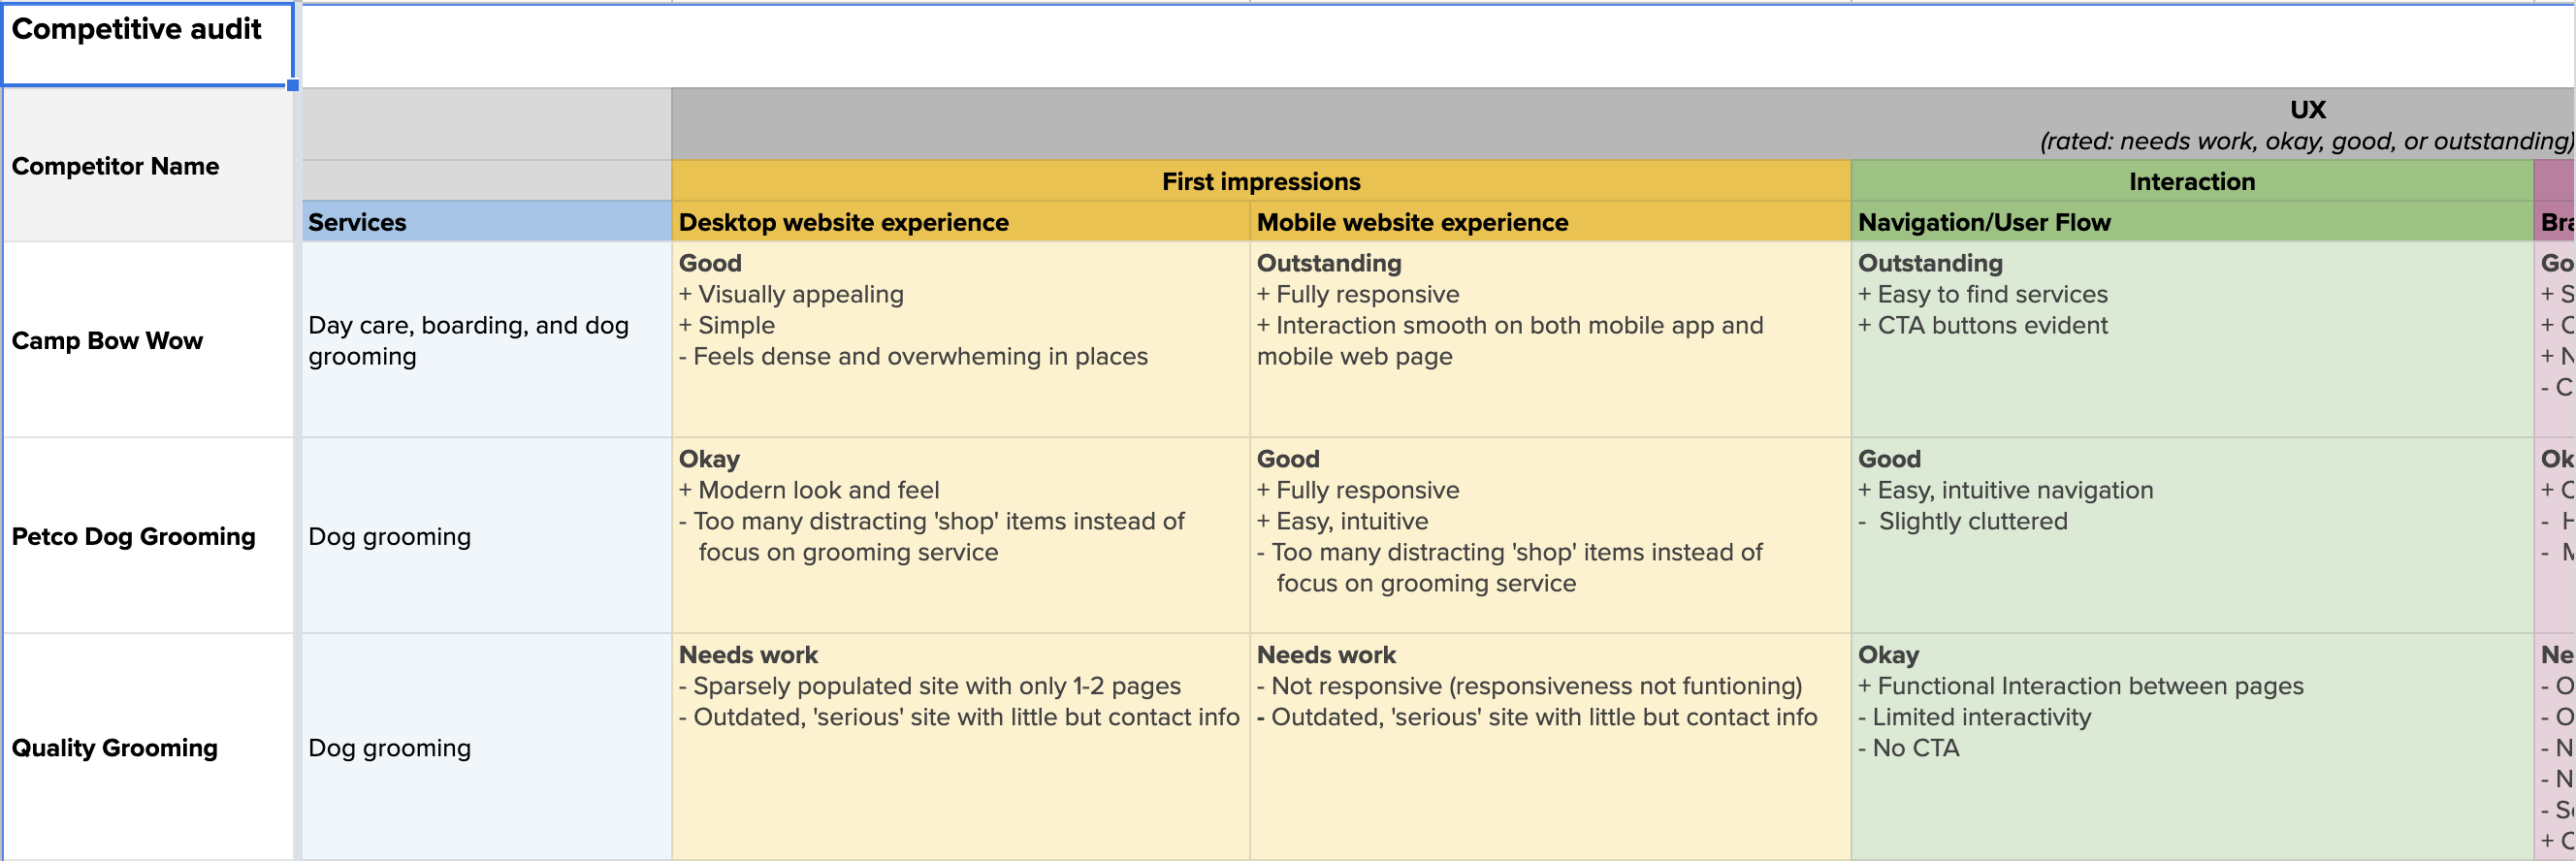 Competitive audit
UX
(rated: needs work, okay, good, or outstanding)
Competitor Name
First impressions
Interaction
Services
Desktop website experience
Mobile website experience
Navigation/User Flow
Camp Bow Wow
Day care, boarding, and dog
grooming
Good
+ Visually appealing
+ Simple
- Feels dense and overwheming in places
Outstanding
+ Fully responsive
+ Interaction smooth on both mobile app and
mobile web page
Outstanding
+ Easy to find services
+ CTA buttons evident
Petco Dog Grooming
Dog grooming
Okay
+ Modern look and feel
- Too many distracting 'shop' items instead of
focus on grooming service
Good
+ Fully responsive
+ Easy, intuitive
- Too many distracting 'shop' items instead of
focus on grooming service
Good
+ Easy, intuitive navigation
- Slightly cluttered
Quality Grooming
Dog grooming
Needs work
- Sparsely populated site with only 1-2 pages
- Outdated, 'serious' site with little but contact info
Needs work
- Not responsive (responsiveness not funtioning)
- Outdated, 'serious' site with little but contact info
Okay
+ Functional Interaction between pages
- Limited interactivity
- No CTA